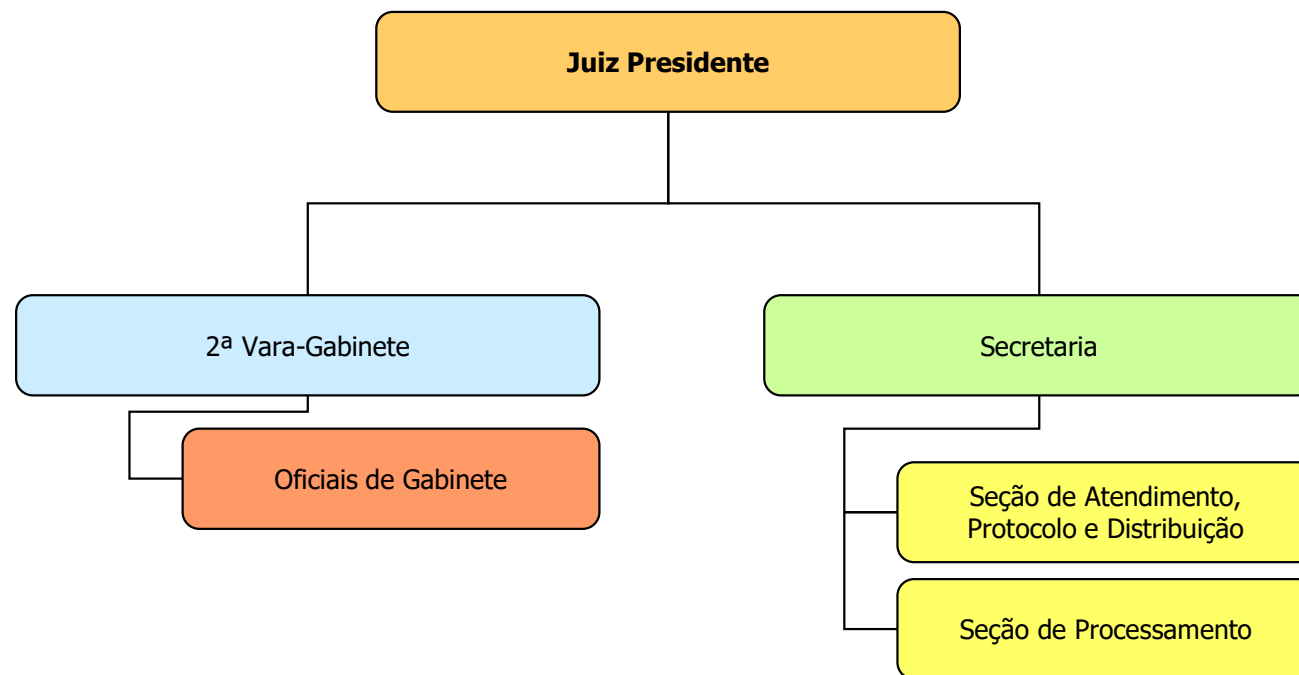 Juiz Presidente
2ª Vara-Gabinete
Secretaria
Oficiais de Gabinete
Seção de Atendimento,
Protocolo e Distribuição
Seção de Processamento